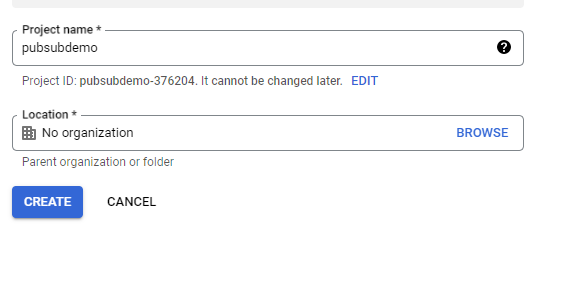 Project name *
pubsubdemo
Project ID: pubsubdemo-376204. It cannot be changed later. EDIT
Location *
No organization BROWSE
Parent organization or folder
CREATE CANCEL